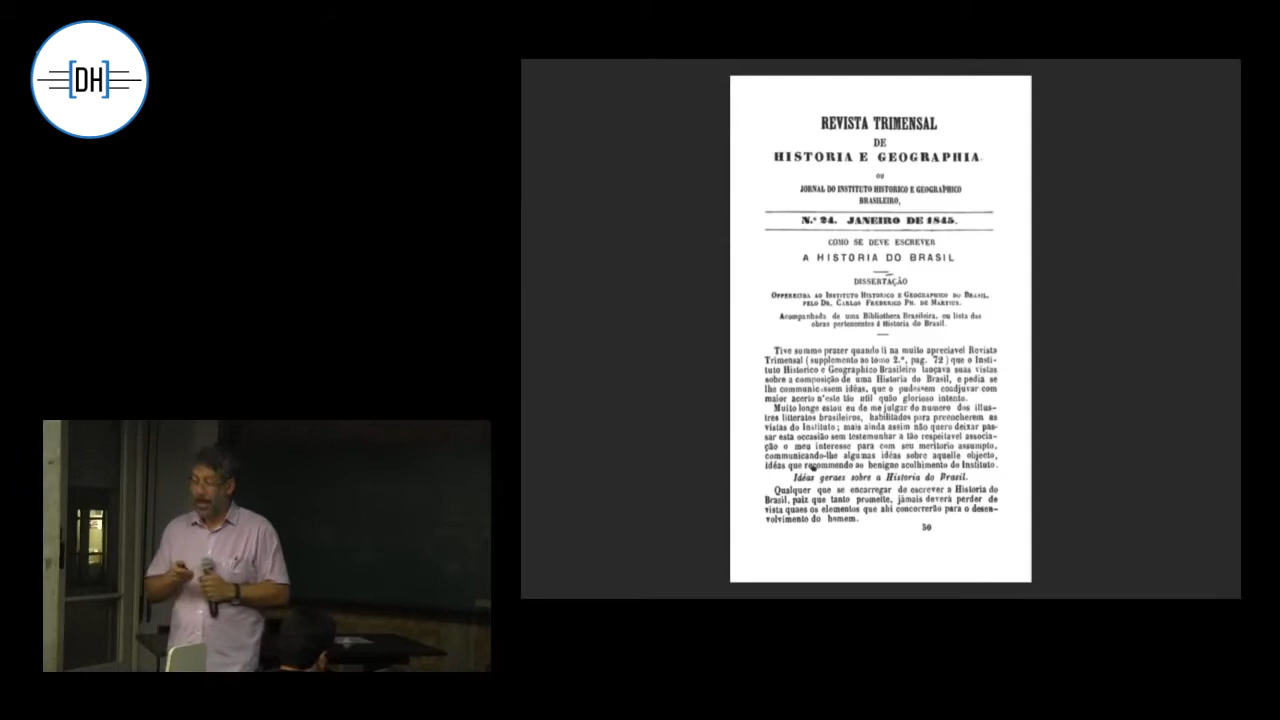 [DH]
REVISTA TRIMENSAL
DE
HISTORIA E GEOGRAPHIA.
OU
JORNAL DO INSTITUTO HISTORICO E GEOGRAPHICO
BRASILEIRO,
N.º 24. JANEIRO DE 1845.
COMO SE DEVE ESCREVER
A HISTORIA DO BRASIL
DISSERTAÇÃO
OFFERECIDA AO INSTITUTO HISTORICO E GEOGRAPHICO DO BRASIL,
PELO DR. CARLOS FREDERICO PH. DE MARTIUS.
Acompanhada de uma Bibliotheca Brasileira, ou lista das
obras pertencentes á Historia do Brasil.
Tive summo prazer quando li na muito apreciavel Revista
Trimensal (supplemento ao tomo 2.º, pag. 72) que o Insti-
tuto Historico e Geographico Brasileiro lançava suas vistas
sobre a composição de uma Historia do Brasil, e pedia se
lhe communicassem idéas, que o pudessem coadjuvar com
maior acerto n'este tão util quão glorioso intento.
Muito longe estou eu de me julgar do numero dos illus-
tres litteratos brasileiros, habilitados para preencherem as
vistas do Instituto; mais ainda assim não quero deixar pas-
sar esta occasião sem testemunhar a tão respeitavel associa-
ção o meu interesse para com seu meritorio assumpto,
communicando-lhe algumas idéas sobre aquelle objecto,
idéas que recommendo ao benigno acolhimento do Instituto.
Idéas geraes sobre a Historia do Brasil.
Qualquer que se encarregar de escrever a Historia do
Brasil, paiz que tanto promette, jámais deverá perder de
vista quaes os elementos que ahi concorrerão para o desen-
volvimento do homem.
50